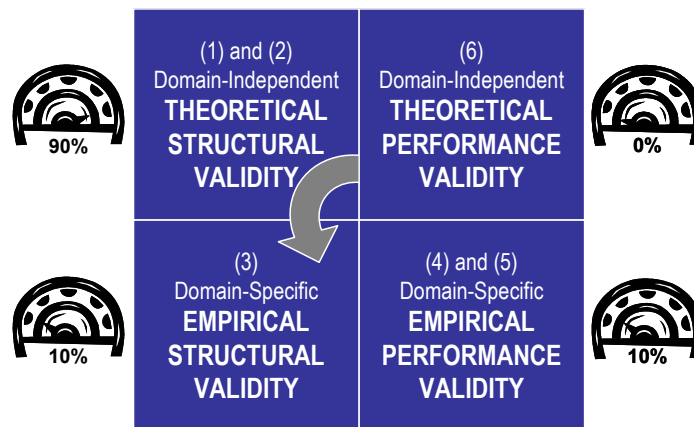 (1) and (2)
Domain-Independent
THEORETICAL
STRUCTURAL
VALIDITY
90%
(6)
Domain-Independent
THEORETICAL
PERFORMANCE
VALIDITY
0%
(3)
Domain-Specific
EMPIRICAL
STRUCTURAL
VALIDITY
10%
(4) and (5)
Domain-Specific
EMPIRICAL
PERFORMANCE
VALIDITY
10%